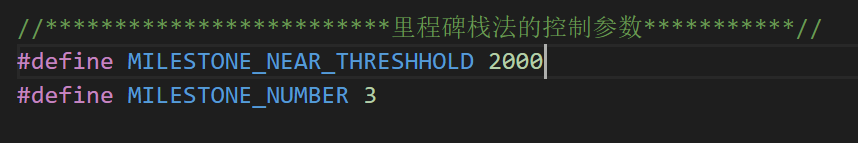 //*************************里程碑栈法的控制参数***********//
#define MILESTONE_NEAR_THRESHHOLD 2000
#define MILESTONE_NUMBER 3